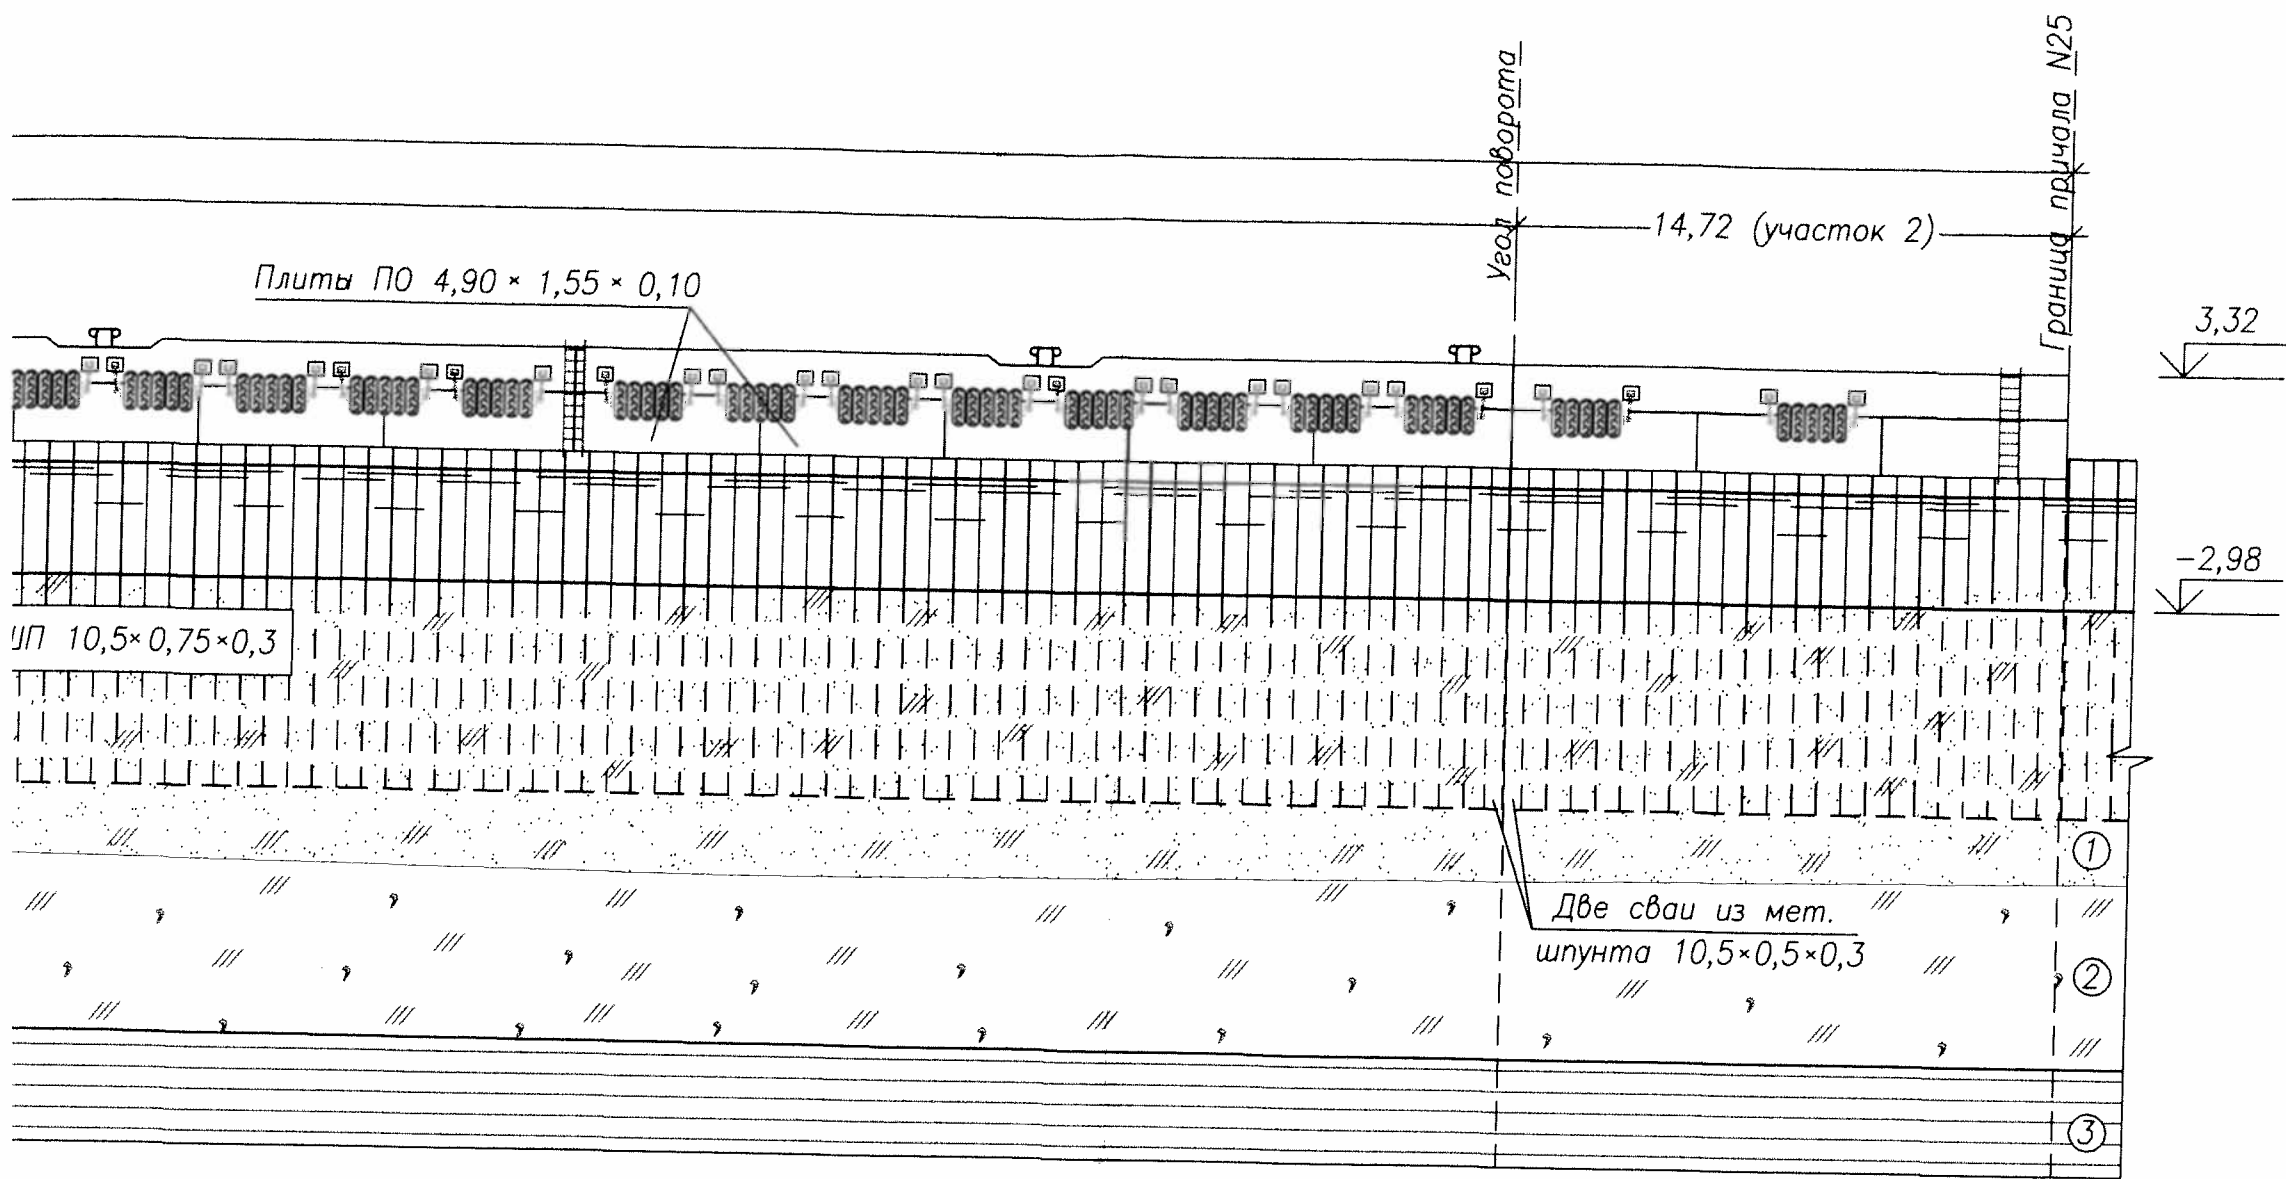 Угол поворота
Граница причала N25
14,72 (участок 2)
Плиты ПО 4,90 × 1,55 × 0,10
3,32
-2,98
ШП 10,5×0,75×0,3
1
Две сваи из мет.
шпунта 10,5×0,5×0,3
2
3